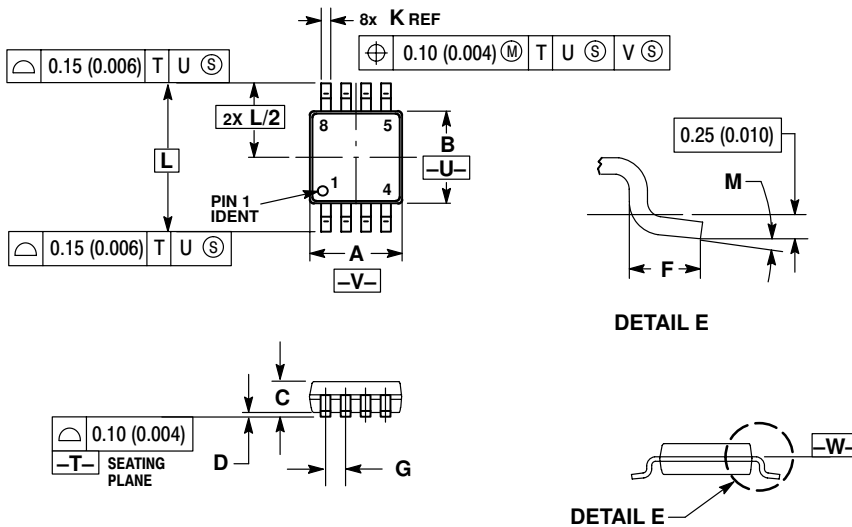 8x K REF
⌓ 0.15 (0.006) T U Ⓢ
⌖ 0.10 (0.004) Ⓜ T U Ⓢ V Ⓢ
2X L/2
L
8 5
B
–U–
1 4
PIN 1
IDENT
⌓ 0.15 (0.006) T U Ⓢ
A
–V–
0.25 (0.010)
M
F
DETAIL E
C
⌓ 0.10 (0.004)
–T– SEATING
PLANE
D
G
–W–
DETAIL E